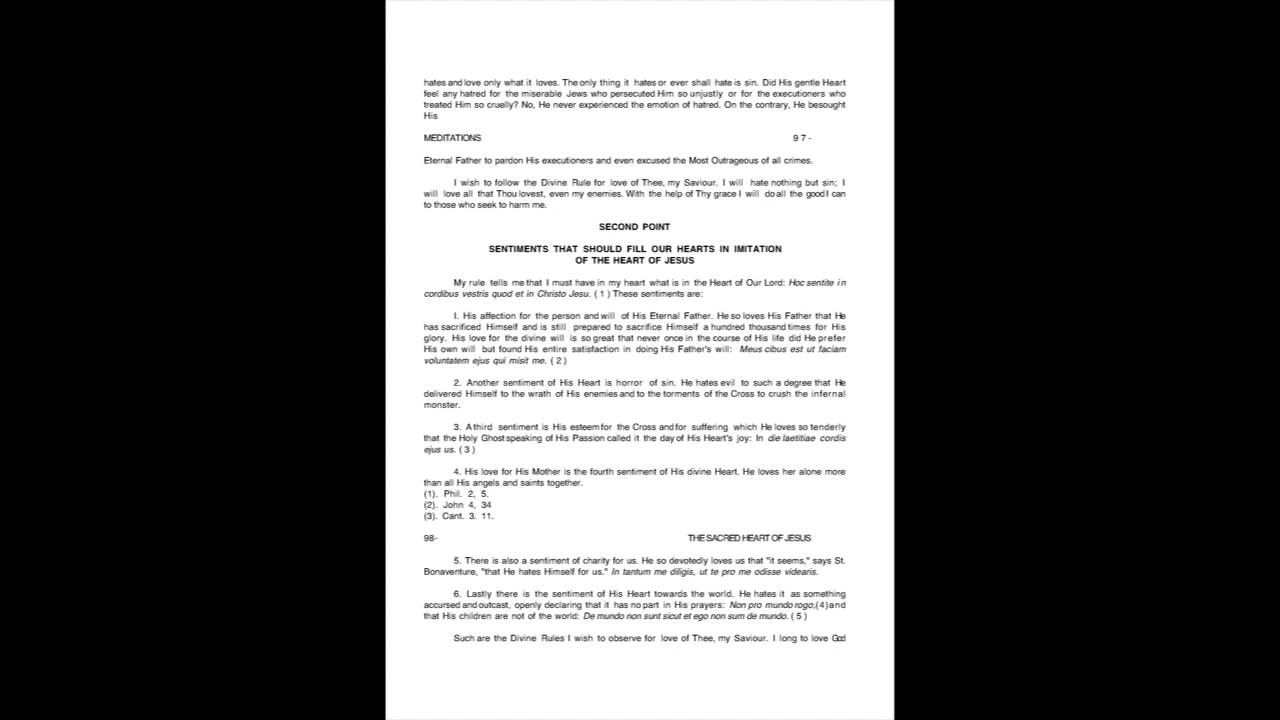 hates and love only what it loves. The only thing it hates or ever shall hate is sin. Did His gentle Heart
feel any hatred for the miserable Jews who persecuted Him so unjustly or for the executioners who
treated Him so cruelly? No, He never experienced the emotion of hatred. On the contrary, He besought
His
MEDITATIONS 9 7 -
Eternal Father to pardon His executioners and even excused the Most Outrageous of all crimes.
I wish to follow the Divine Rule for love of Thee, my Saviour. I will hate nothing but sin; I
will love all that Thou lovest, even my enemies. With the help of Thy grace I will do all the good I can
to those who seek to harm me.
SECOND POINT
SENTIMENTS THAT SHOULD FILL OUR HEARTS IN IMITATION
OF THE HEART OF JESUS
My rule tells me that I must have in my heart what is in the Heart of Our Lord: Hoc sentite in
cordibus vestris quod et in Christo Jesu. ( 1 ) These sentiments are:
I. His affection for the person and will of His Eternal Father. He so loves His Father that He
has sacrificed Himself and is still prepared to sacrifice Himself a hundred thousand times for His
glory. His love for the divine will is so great that never once in the course of His life did He prefer
His own will but found His entire satisfaction in doing His Father's will: Meus cibus est ut faciam
voluntatem ejus qui misit me. ( 2 )
2. Another sentiment of His Heart is horror of sin. He hates evil to such a degree that He
delivered Himself to the wrath of His enemies and to the torments of the Cross to crush the infernal
monster.
3. A third sentiment is His esteem for the Cross and for suffering which He loves so tenderly
that the Holy Ghost speaking of His Passion called it the day of His Heart's joy: In die laetitiae cordis
ejus us. ( 3 )
4. His love for His Mother is the fourth sentiment of His divine Heart. He loves her alone more
than all His angels and saints together.
(1). Phil. 2, 5.
(2). John 4, 34
(3). Cant. 3. 11.
98- THE SACRED HEART OF JESUS
5. There is also a sentiment of charity for us. He so devotedly loves us that "it seems," says St.
Bonaventure, "that He hates Himself for us." In tantum me diligis, ut te pro me odisse videaris.
6. Lastly there is the sentiment of His Heart towards the world. He hates it as something
accursed and outcast, openly declaring that it has no part in His prayers: Non pro mundo rogo,(4)and
that His children are not of the world: De mundo non sunt sicut et ego non sum de mundo. ( 5 )
Such are the Divine Rules I wish to observe for love of Thee, my Saviour. I long to love God